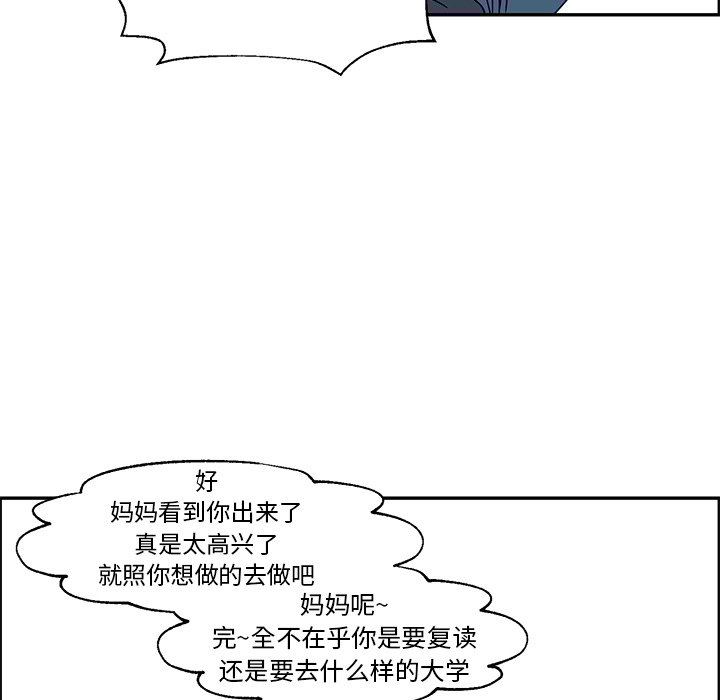 好
妈妈看到你出来了
真是太高兴了
就照你想做的去做吧
妈妈呢~
完~全不在乎你是要复读
还是要去什么样的大学